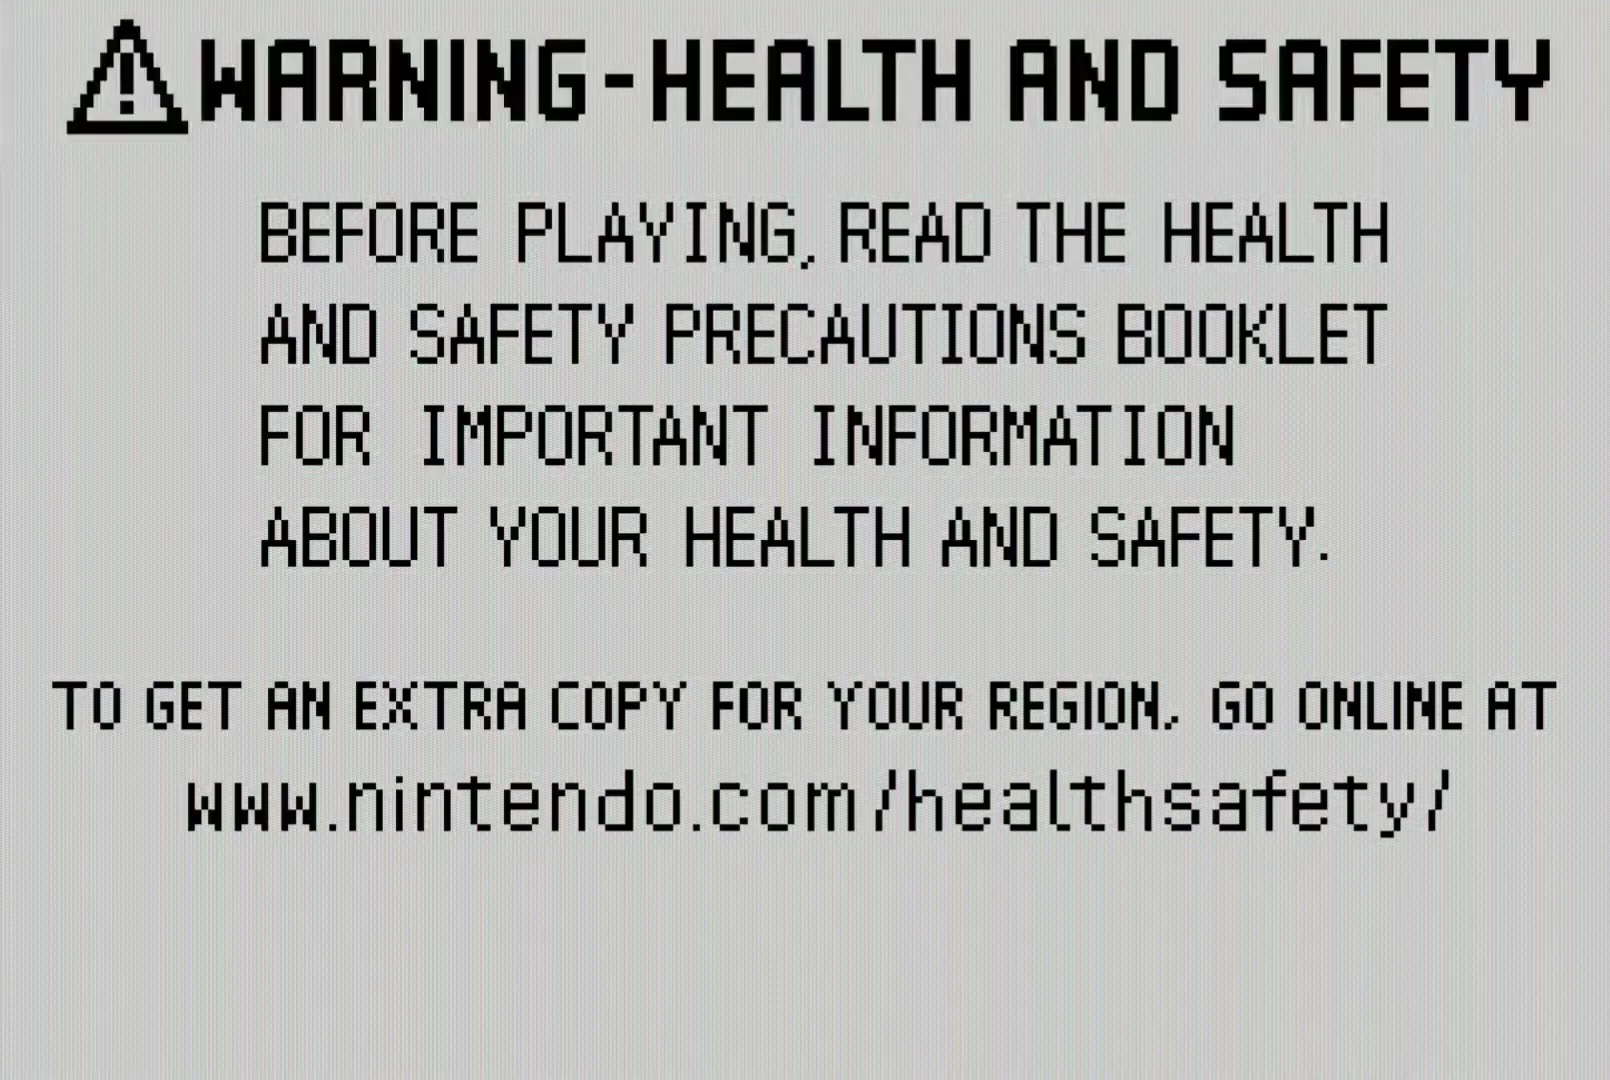 WARNING-HEALTH AND SAFETY
BEFORE PLAYING, READ THE HEALTH
AND SAFETY PRECAUTIONS BOOKLET
FOR IMPORTANT INFORMATION
ABOUT YOUR HEALTH AND SAFETY.
TO GET AN EXTRA COPY FOR YOUR REGION, GO ONLINE AT
www.nintendo.com/healthsafety/